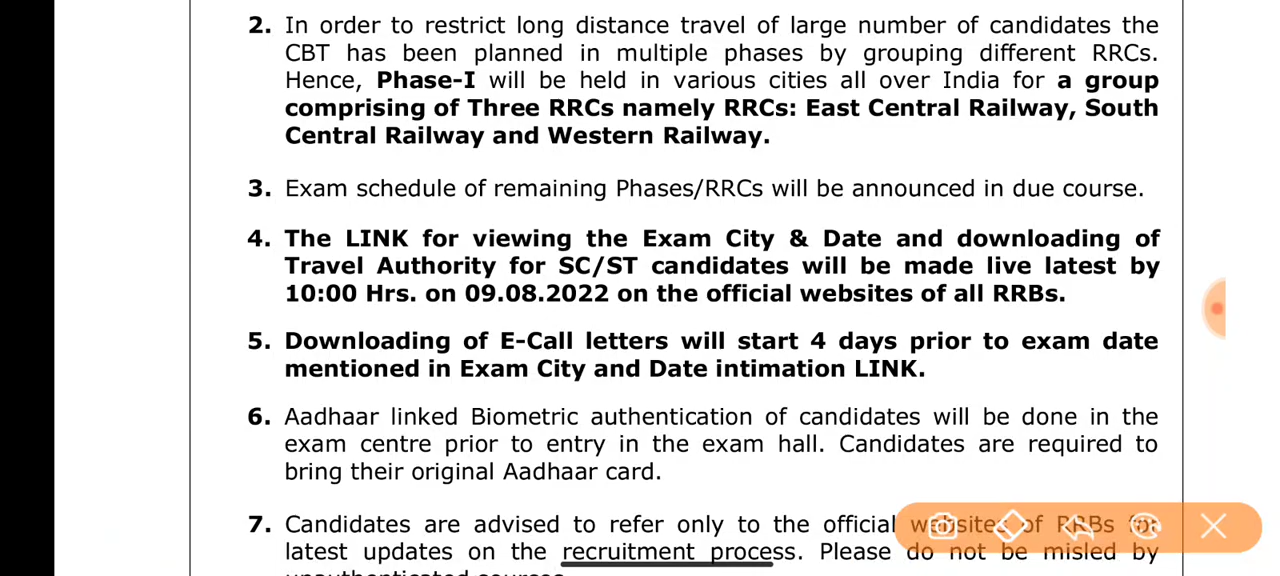 2. In order to restrict long distance travel of large number of candidates the
CBT has been planned in multiple phases by grouping different RRCs.
Hence, Phase-I will be held in various cities all over India for a group
comprising of Three RRCs namely RRCs: East Central Railway, South
Central Railway and Western Railway.
3. Exam schedule of remaining Phases/RRCs will be announced in due course.
4. The LINK for viewing the Exam City & Date and downloading of
Travel Authority for SC/ST candidates will be made live latest by
10:00 Hrs. on 09.08.2022 on the official websites of all RRBs.
5. Downloading of E-Call letters will start 4 days prior to exam date
mentioned in Exam City and Date intimation LINK.
6. Aadhaar linked Biometric authentication of candidates will be done in the
exam centre prior to entry in the exam hall. Candidates are required to
bring their original Aadhaar card.
7. Candidates are advised to refer only to the official websites of RRBs for
latest updates on the recruitment process. Please do not be misled by